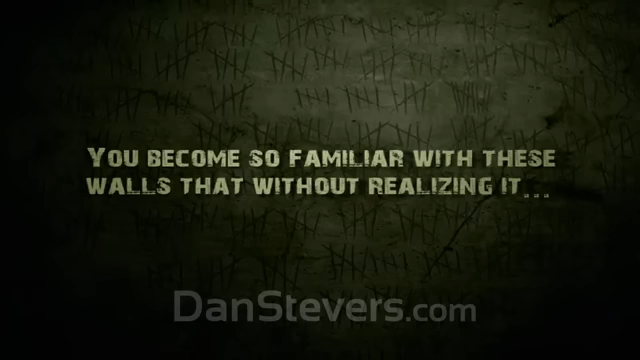 You become so familiar with these
walls that without realizing it...
DanStevers.com